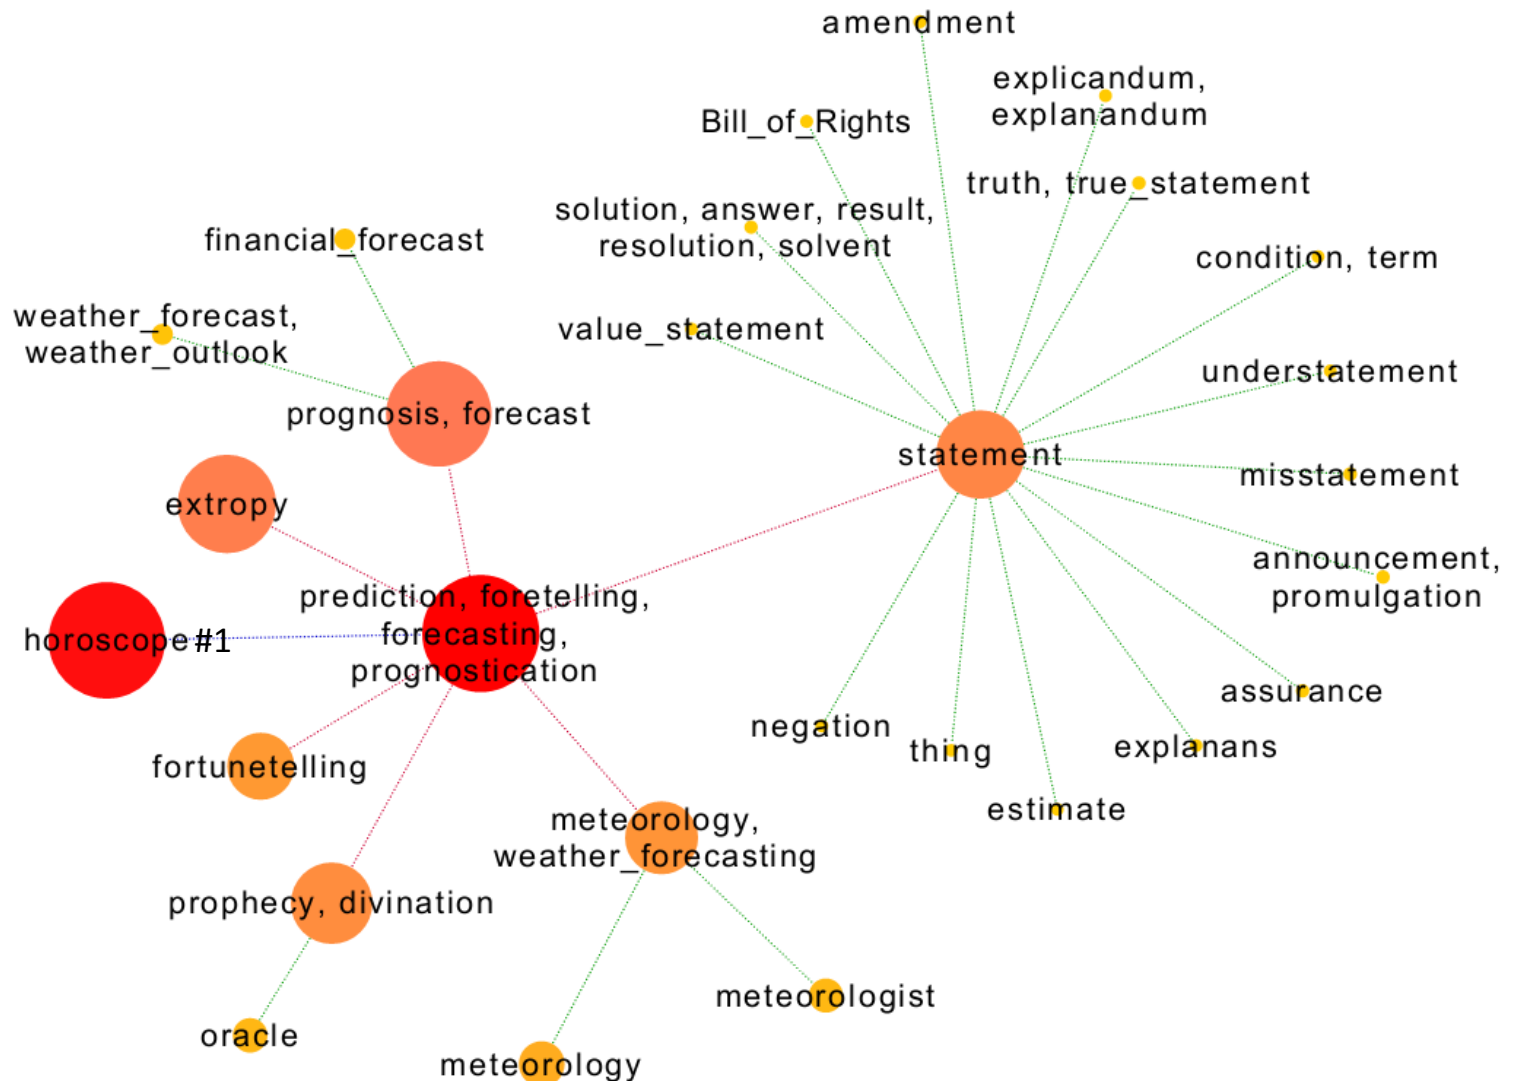 amendment
explicandum,
explanandum
Bill_of_Rights
truth, true_statement
solution, answer, result,
resolution, solvent
financial_forecast
condition, term
weather_forecast,
weather_outlook
value_statement
understatement
prognosis, forecast
statement
misstatement
extropy
announcement,
promulgation
prediction, foretelling,
forecasting,
prognostication
horoscope #1
assurance
negation
thing
explanans
fortunetelling
estimate
meteorology,
weather_forecasting
prophecy, divination
meteorologist
oracle
meteorology